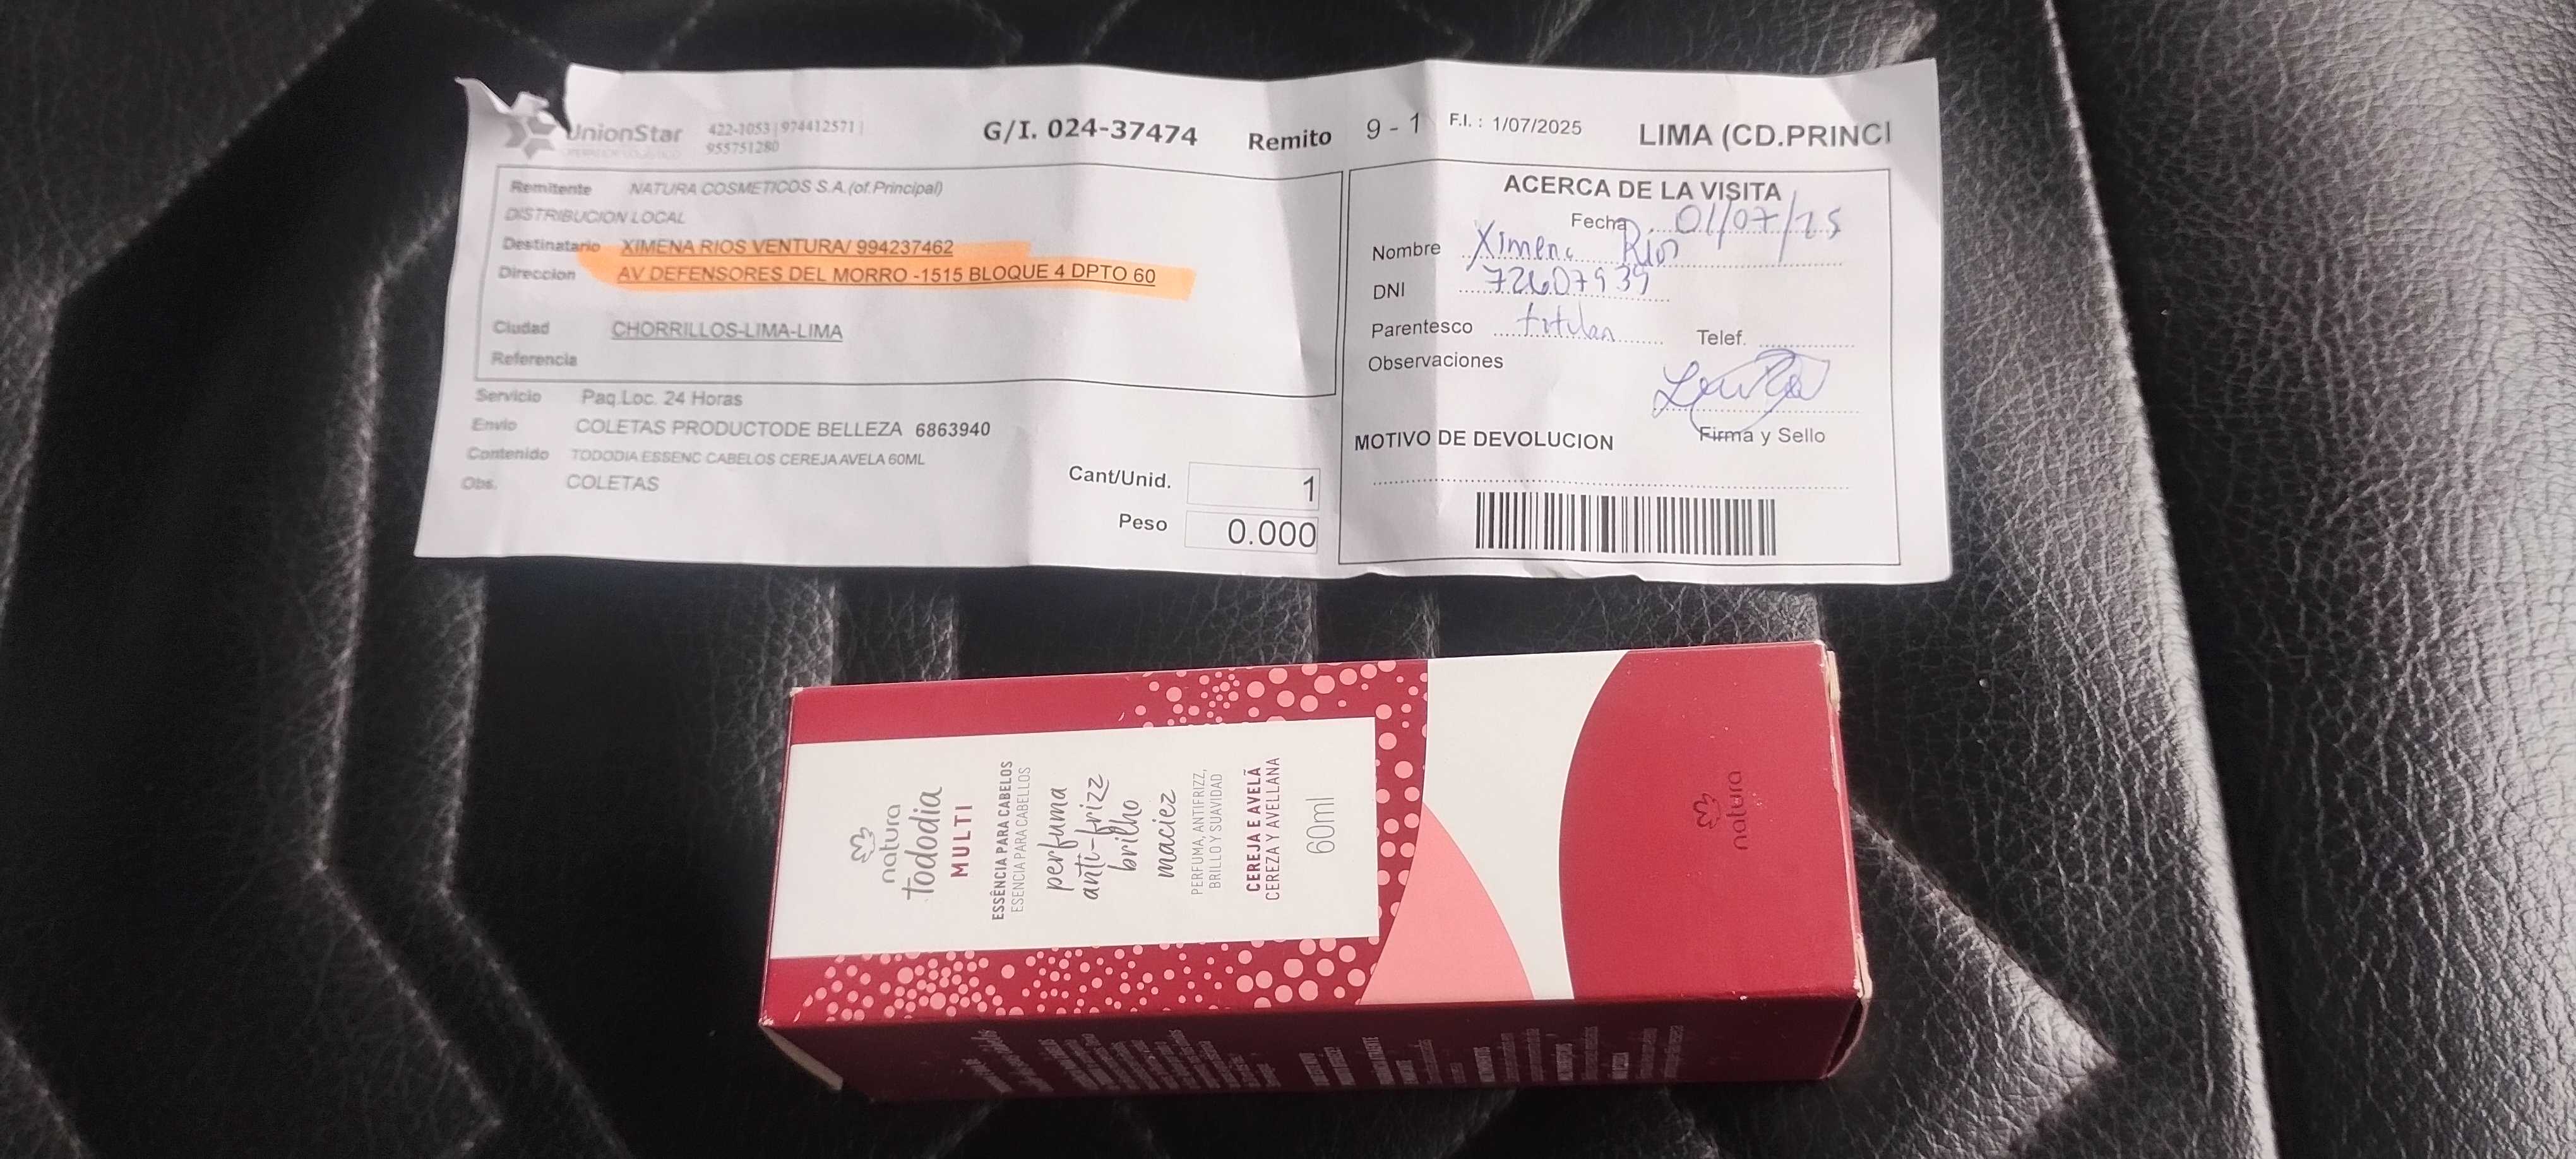 UnionStar
422-1053 | 974412571 |
955751280
G/I. 024-37474
Remito 9 - 1
F.I. : 1/07/2025
LIMA (CD.PRINCI
Remitente NATURA COSMETICOS S.A.(of.Principal)
DISTRIBUCION LOCAL
Destinatario XIMENA RIOS VENTURA/ 994237462
Direccion AV DEFENSORES DEL MORRO -1515 BLOQUE 4 DPTO 60
Ciudad CHORRILLOS-LIMA-LIMA
Referencia
Servicio Paq.Loc. 24 Horas
Envio COLETAS PRODUCTODE BELLEZA 6863940
Contenido TODODIA ESSENC CABELOS CEREJAAVELA 60ML
Obs. COLETAS
Cant/Unid. 1
Peso 0.000
ACERCA DE LA VISITA
Fecha 01/07/25
Nombre Ximena Rios
DNI 72607939
Parentesco titular Telef.
Observaciones
Firma y Sello
MOTIVO DE DEVOLUCION
natura
tododia
MULTI
ESSÊNCIA PARA CABELOS
ESENCIA PARA CABELLOS
perfuma
anti-frizz
brilho
maciez
PERFUMA, ANTIFRIZZ,
BRILLO Y SUAVIDAD
CEREJA E AVELÃ
CEREZA Y AVELLANA
60ml
natura